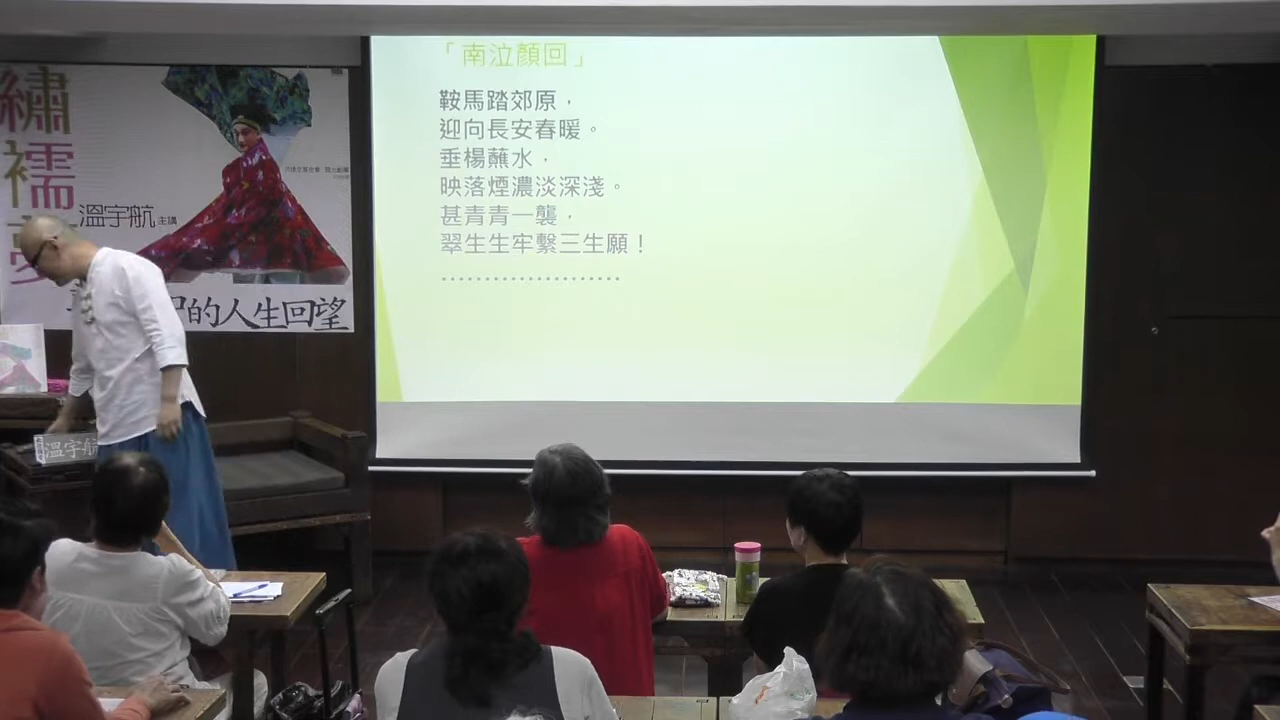 「南泣顏回」
鞍馬踏郊原，
迎向長安春暖。
垂楊蘸水，
映落煙濃淡深淺。
甚青青一襲，
翠生生牢繫三生願！
…………………
繡襦夢
溫宇航 主講
的人生回望
溫宇航